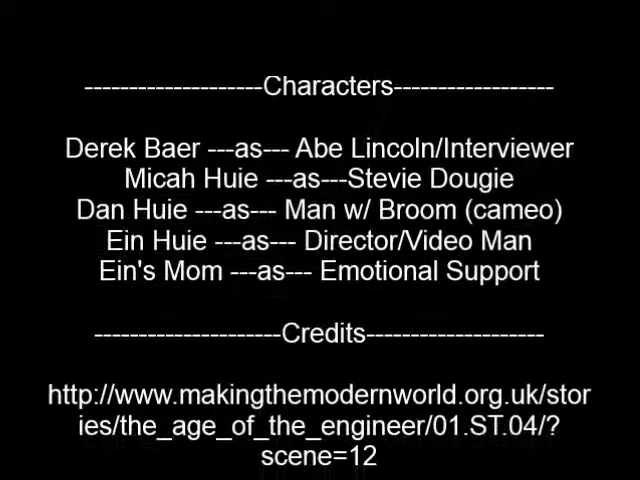 --------------------Characters------------------
Derek Baer ---as--- Abe Lincoln/Interviewer
Micah Huie ---as---Stevie Dougie
Dan Huie ---as--- Man w/ Broom (cameo)
Ein Huie ---as--- Director/Video Man
Ein's Mom ---as--- Emotional Support
---------------------Credits--------------------
http://www.makingthemodernworld.org.uk/stor
ies/the_age_of_the_engineer/01.ST.04/?
scene=12